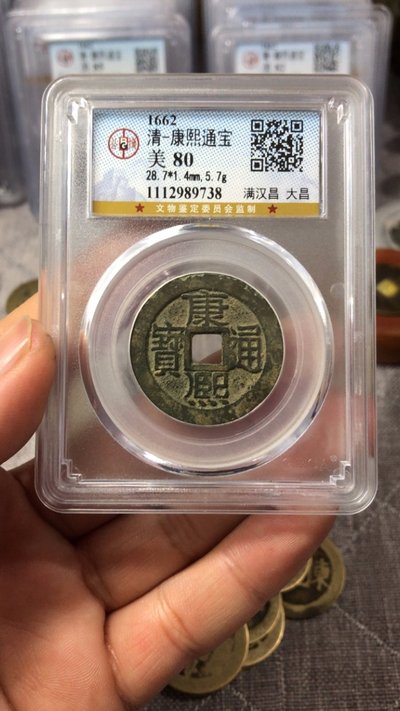 1662
清-康熙通宝
美 80
28.7*1.4mm,5.7g
1112989738
满汉昌 大昌
★ 文物鉴定委员会监制 ★
康熙通寶